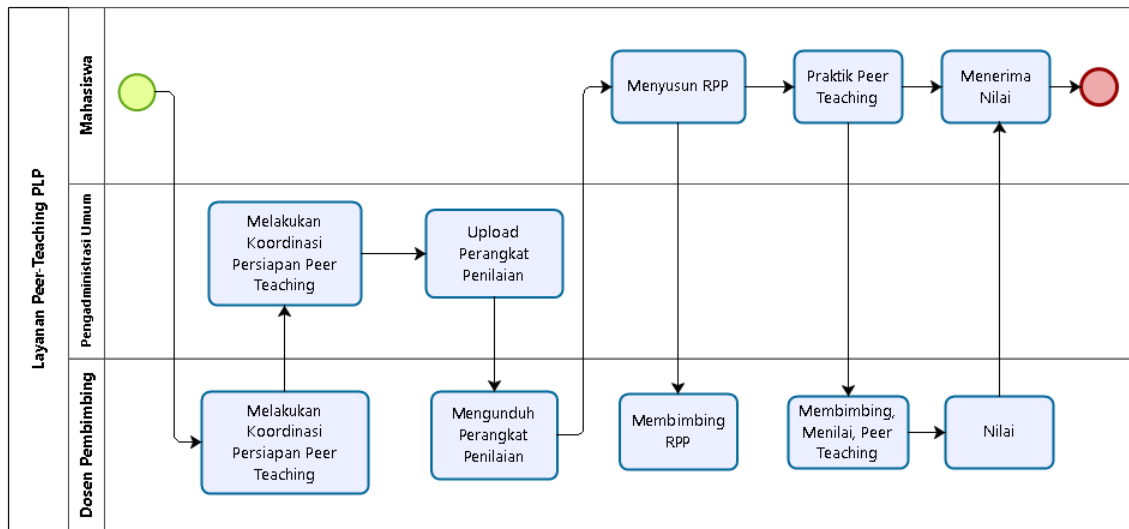 Layanan Peer-Teaching PLP
Mahasiswa
Menyusun RPP
Praktik Peer
Teaching
Menerima
Nilai
Pengadministrasi Umum
Melakukan
Koordinasi
Persiapan Peer
Teaching
Upload
Perangkat
Penilaian
Dosen Pembimbing
Melakukan
Koordinasi
Persiapan Peer
Teaching
Mengunduh
Perangkat
Penilaian
Membimbing
RPP
Membimbing,
Menilai, Peer
Teaching
Nilai